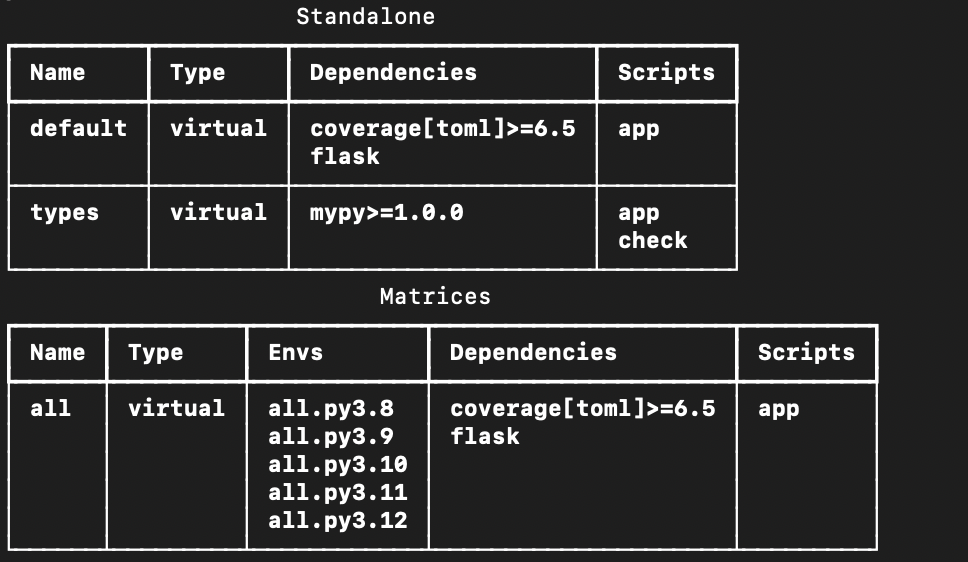 Standalone
Name Type Dependencies Scripts
default virtual coverage[toml]>=6.5 app
flask
types virtual mypy>=1.0.0 app
check
Matrices
Name Type Envs Dependencies Scripts
all virtual all.py3.8 coverage[toml]>=6.5 app
all.py3.9 flask
all.py3.10
all.py3.11
all.py3.12